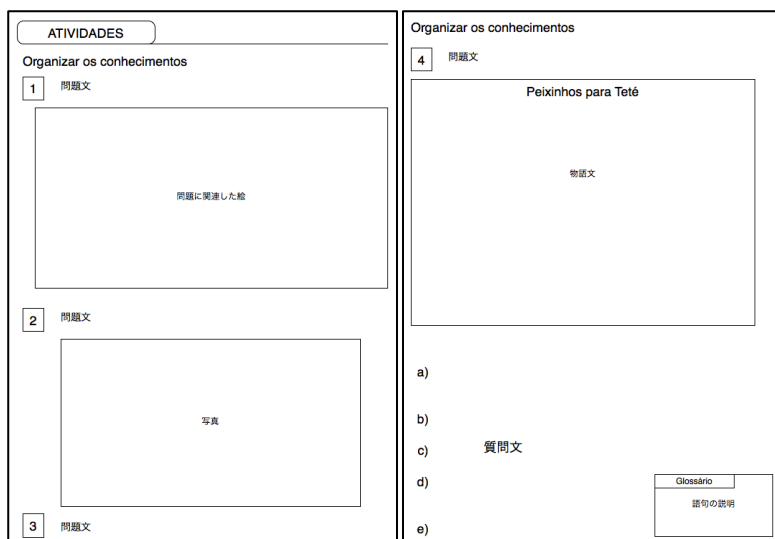 ATIVIDADES
Organizar os conhecimentos
1 問題文
問題に関連した絵
2 問題文
写真
3 問題文
Organizar os conhecimentos
4 問題文
Peixinhos para Teté
物語文
a)
b)
c) 質問文
d)
e)
Glossário
語句の説明